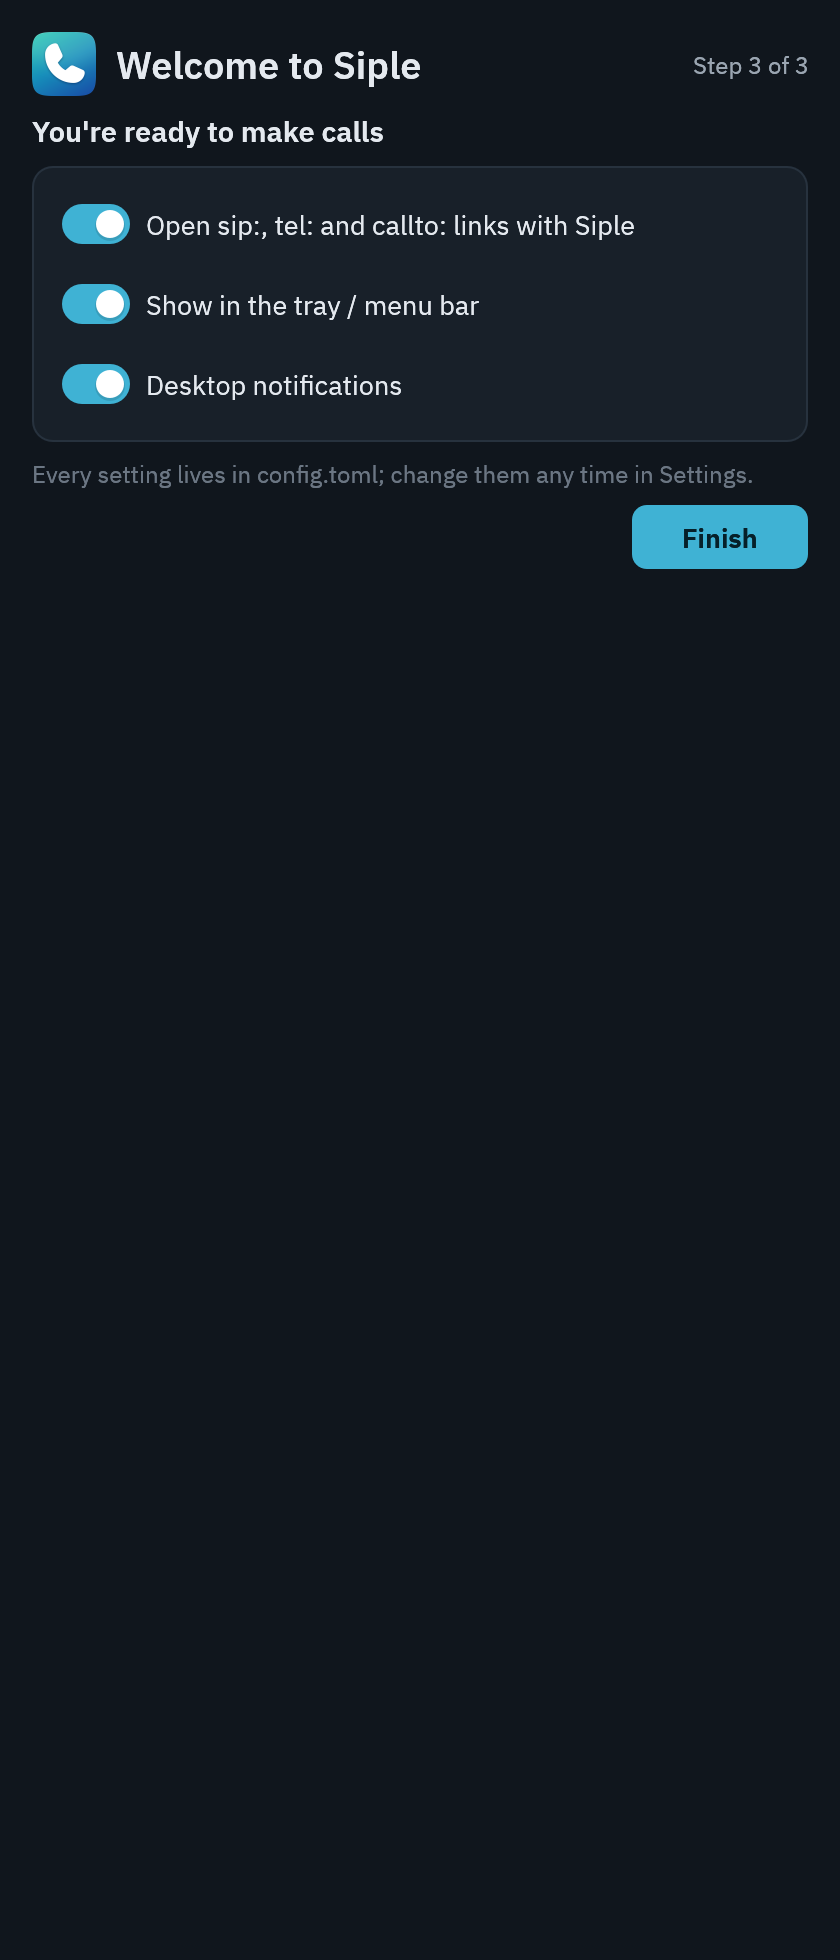 Welcome to Siple
Step 3 of 3
You're ready to make calls
Open sip:, tel: and callto: links with Siple
Show in the tray / menu bar
Desktop notifications
Every setting lives in config.toml; change them any time in Settings.
Finish